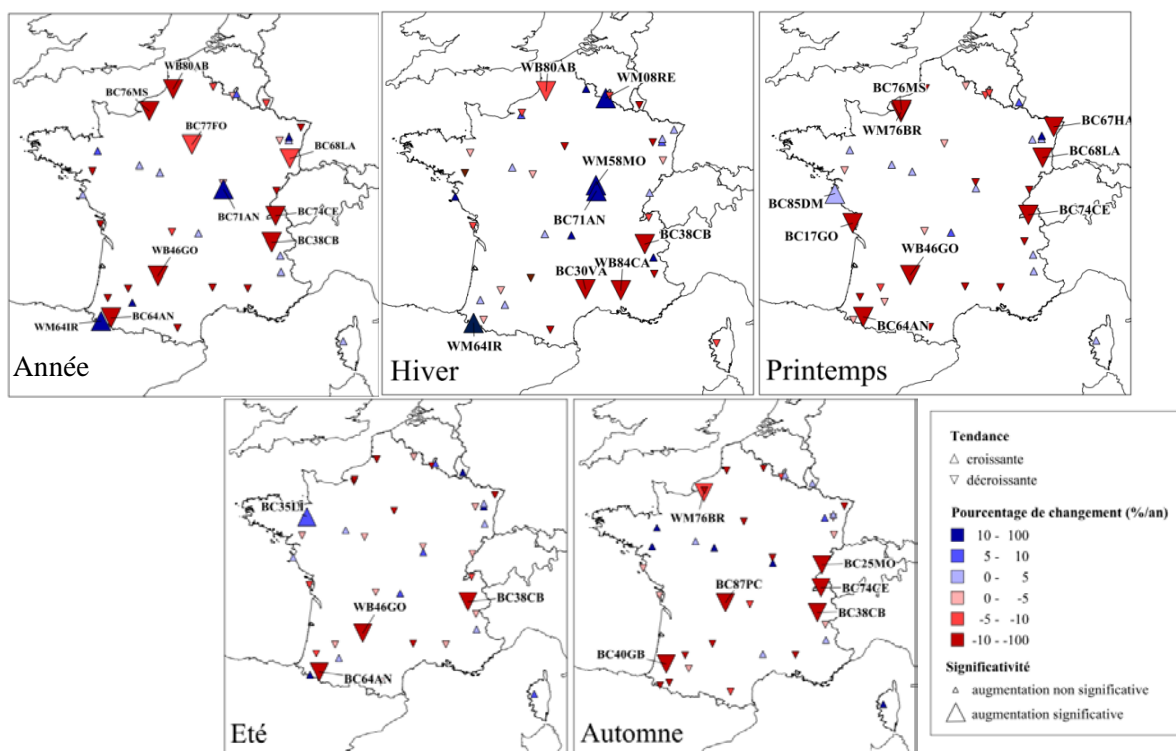 WB80AB
BC76MS
BC77FO
BC68LA
BC71AN
BC74CE
BC38CB
WB46GO
BC64AN
WM64IR
Année
WB80AB
WM08RE
WM58MO
BC71AN
BC38CB
BC30VA
WB84CA
WM64IR
Hiver
BC76MS
WM76BR
BC67HA
BC68LA
BC85DM
BC74CE
BC17GO
WB46GO
BC64AN
Printemps
BC35LL
BC38CB
WB46GO
BC64AN
Eté
WM76BR
BC25MO
BC87PC
BC74CE
BC38CB
BC40GB
Automne
Tendance
croissante
décroissante
Pourcentage de changement (%/an)
10 - 100
5 - 10
0 - 5
0 - -5
-5 - -10
-10 - -100
Significativité
augmentation non significative
augmentation significative